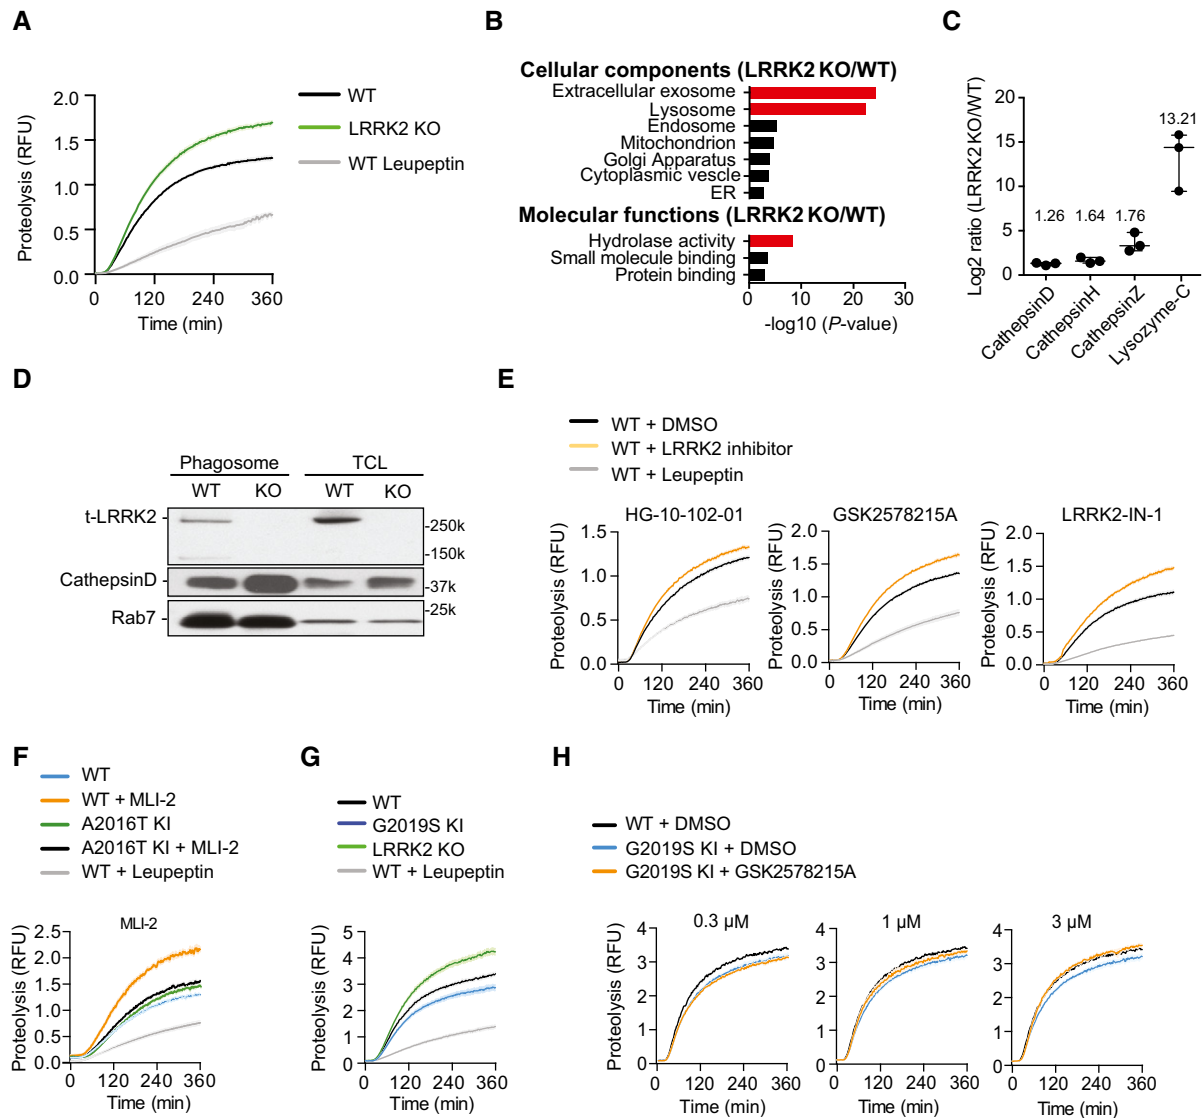 A
2.0
1.5
1.0
0.5
0.0
Proteolysis (RFU)
0 120 240 360
Time (min)
WT
LRRK2 KO
WT Leupeptin
B
Cellular components (LRRK2 KO/WT)
Extracellular exosome
Lysosome
Endosome
Mitochondrion
Golgi Apparatus
Cytoplasmic vescle
ER
Molecular functions (LRRK2 KO/WT)
Hydrolase activity
Small molecule binding
Protein binding
0 10 20 30
-log10 (P-value)
C
Log2 ratio (LRRK2 KO/WT)
20
15
10
5
0
1.26 1.64 1.76 13.21
CathepsinD
CathepsinH
CathepsinZ
Lysozyme-C
D
Phagosome TCL
WT KO WT KO
t-LRRK2
-250k
-150k
CathepsinD
-37k
-25k
Rab7
E
WT + DMSO
WT + LRRK2 inhibitor
WT + Leupeptin
HG-10-102-01
Proteolysis (RFU)
1.5
1.0
0.5
0.0
0 120 240 360
Time (min)
GSK2578215A
Proteolysis (RFU)
2.0
1.5
1.0
0.5
0.0
0 120 240 360
Time (min)
LRRK2-IN-1
Proteolysis (RFU)
2.0
1.5
1.0
0.5
0.0
0 120 240 360
Time (min)
F
WT
WT + MLI-2
A2016T KI
A2016T KI + MLI-2
WT + Leupeptin
MLI-2
Proteolysis (RFU)
2.5
2.0
1.5
1.0
0.5
0.0
0 120 240 360
Time (min)
G
WT
G2019S KI
LRRK2 KO
WT + Leupeptin
Proteolysis (RFU)
5
4
3
2
1
0
0 120 240 360
Time (min)
H
WT + DMSO
G2019S KI + DMSO
G2019S KI + GSK2578215A
0.3 µM
Proteolysis (RFU)
4
3
2
1
0
0 120 240 360
Time (min)
1 µM
Proteolysis (RFU)
4
3
2
1
0
0 120 240 360
Time (min)
3 µM
Proteolysis (RFU)
4
3
2
1
0
0 120 240 360
Time (min)